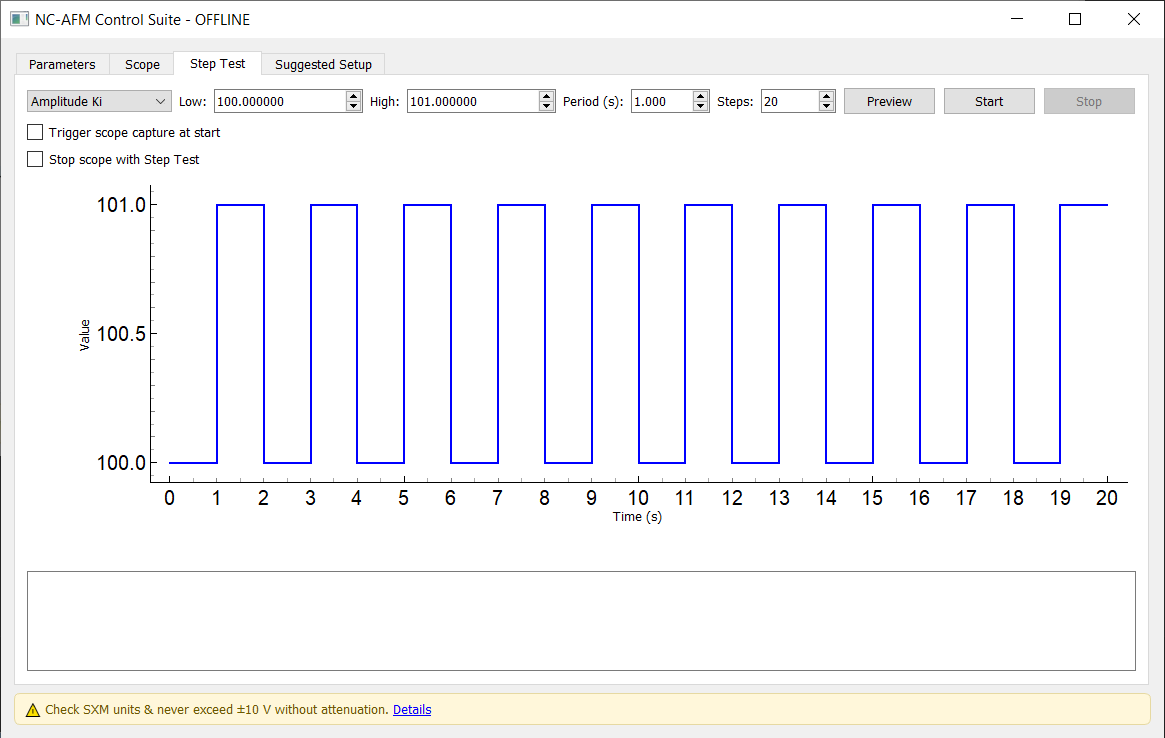 NC-AFM Control Suite - OFFLINE
Parameters Scope Step Test Suggested Setup
Amplitude Ki Low: 100.000000 High: 101.000000 Period (s): 1.000 Steps: 20 Preview Start Stop
Trigger scope capture at start
Stop scope with Step Test
101.0
100.5
100.0
Value
0 1 2 3 4 5 6 7 8 9 10 11 12 13 14 15 16 17 18 19 20
Time (s)
Check SXM units & never exceed ±10 V without attenuation. Details